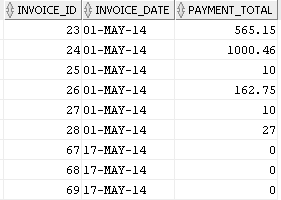 INVOICE_ID INVOICE_DATE PAYMENT_TOTAL
23 01-MAY-14 565.15
24 01-MAY-14 1000.46
25 01-MAY-14 10
26 01-MAY-14 162.75
27 01-MAY-14 10
28 01-MAY-14 27
67 17-MAY-14 0
68 17-MAY-14 0
69 17-MAY-14 0